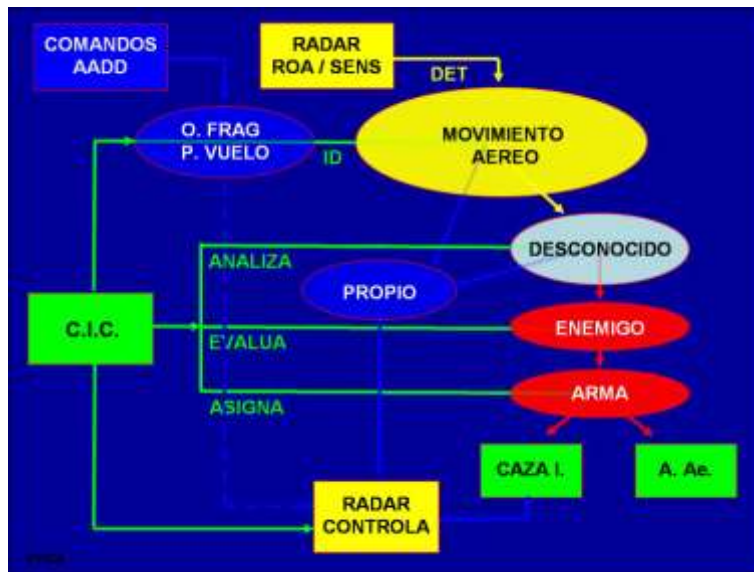 COMANDOS
AADD
RADAR
ROA / SENS
DET
O. FRAG
P. VUELO
ID
MOVIMIENTO
AEREO
ANALIZA
DESCONOCIDO
PROPIO
C.I.C.
EVALUA
ENEMIGO
ASIGNA
ARMA
CAZA I.
A. Ae.
RADAR
CONTROLA